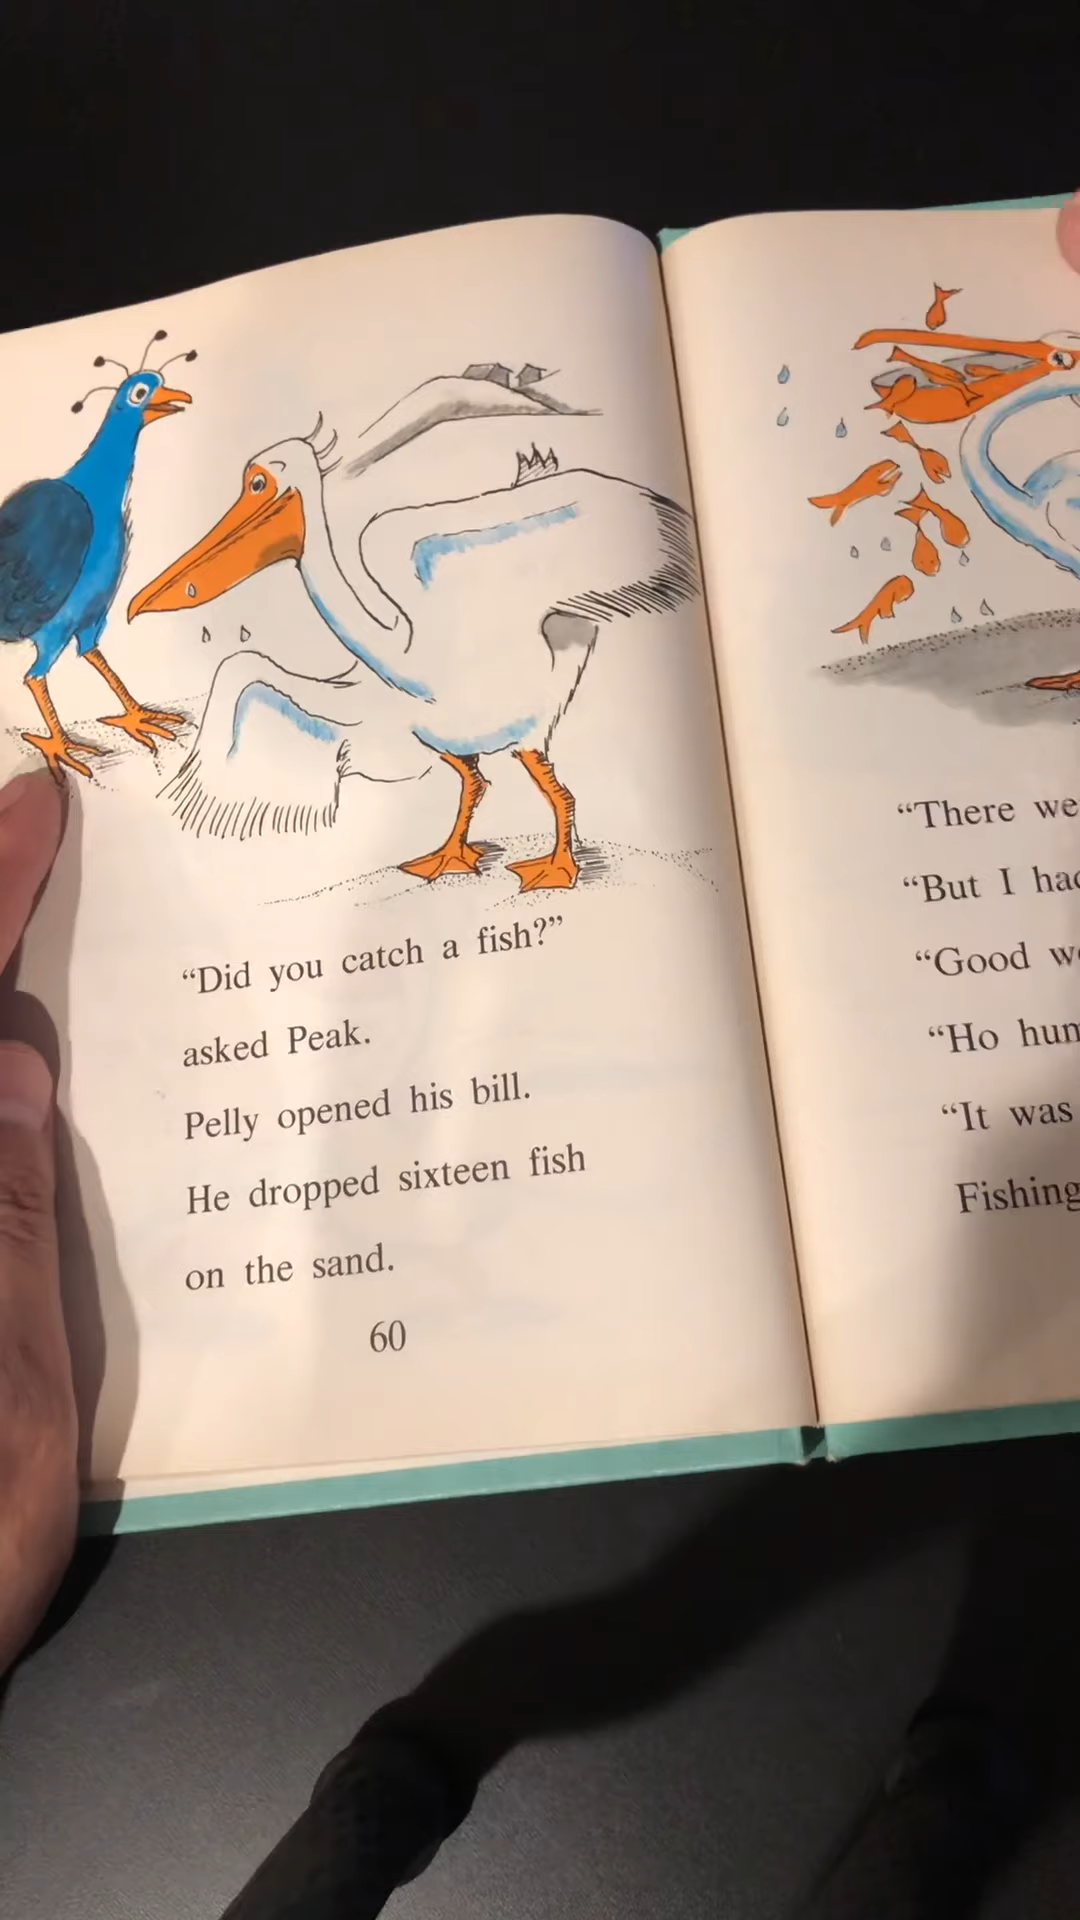 “Did you catch a fish?”
asked Peak.
Pelly opened his bill.
He dropped sixteen fish
on the sand.
60
“There
“But I
“Good
“Ho
“It was
Fishing